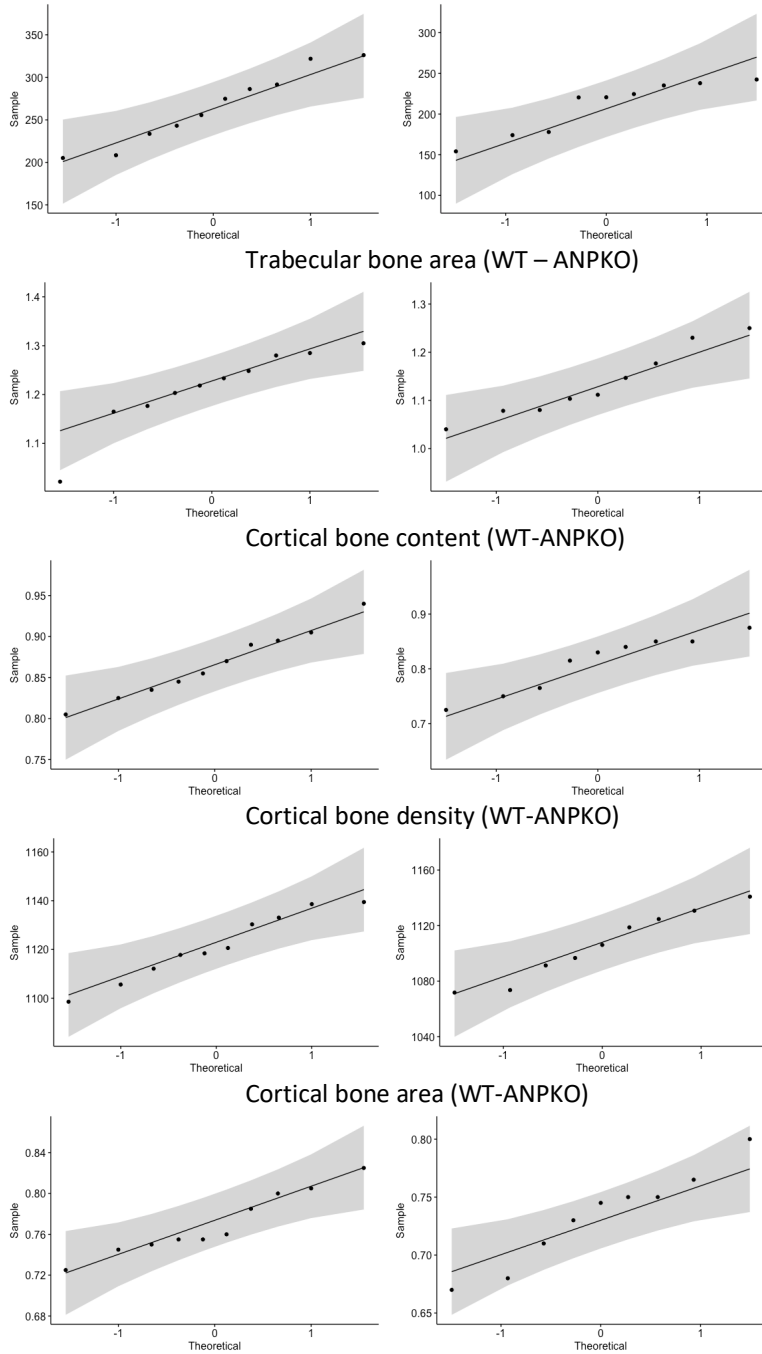 350
300
250
200
150
Sample
-1 0 1
Theoretical
250
200
150
100
Sample
-1 0 1
Theoretical
Trabecular bone area (WT – ANPKO)
1.4
1.3
1.2
1.1
Sample
-1 0 1
Theoretical
1.3
1.2
1.1
1.0
Sample
-1 0 1
Theoretical
Cortical bone content (WT-ANPKO)
0.95
0.90
0.85
0.80
0.75
Sample
-1 0 1
Theoretical
0.9
0.8
0.7
Sample
-1 0 1
Theoretical
Cortical bone density (WT-ANPKO)
1160
1140
1120
1100
Sample
-1 0 1
Theoretical
1160
1120
1080
1040
Sample
-1 0 1
Theoretical
Cortical bone area (WT-ANPKO)
0.84
0.80
0.76
0.72
0.68
Sample
-1 0 1
Theoretical
0.80
0.75
0.70
0.65
Sample
-1 0 1
Theoretical